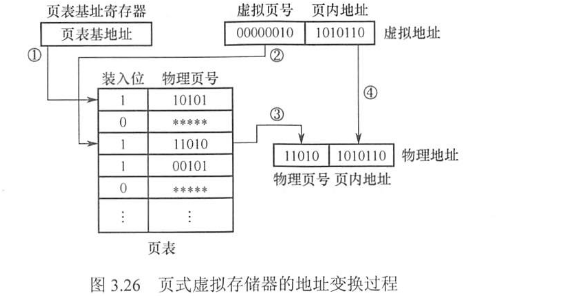 页表基址寄存器
页表基地址
①
虚拟页号 页内地址
00000010 1010110 虚拟地址
②
④
装入位 物理页号
1 10101
0 *****
1 11010
1 00101
0 *****
⋮ ⋮
页表
③
11010 1010110 物理地址
物理页号 页内地址
图 3.26 页式虚拟存储器的地址变换过程